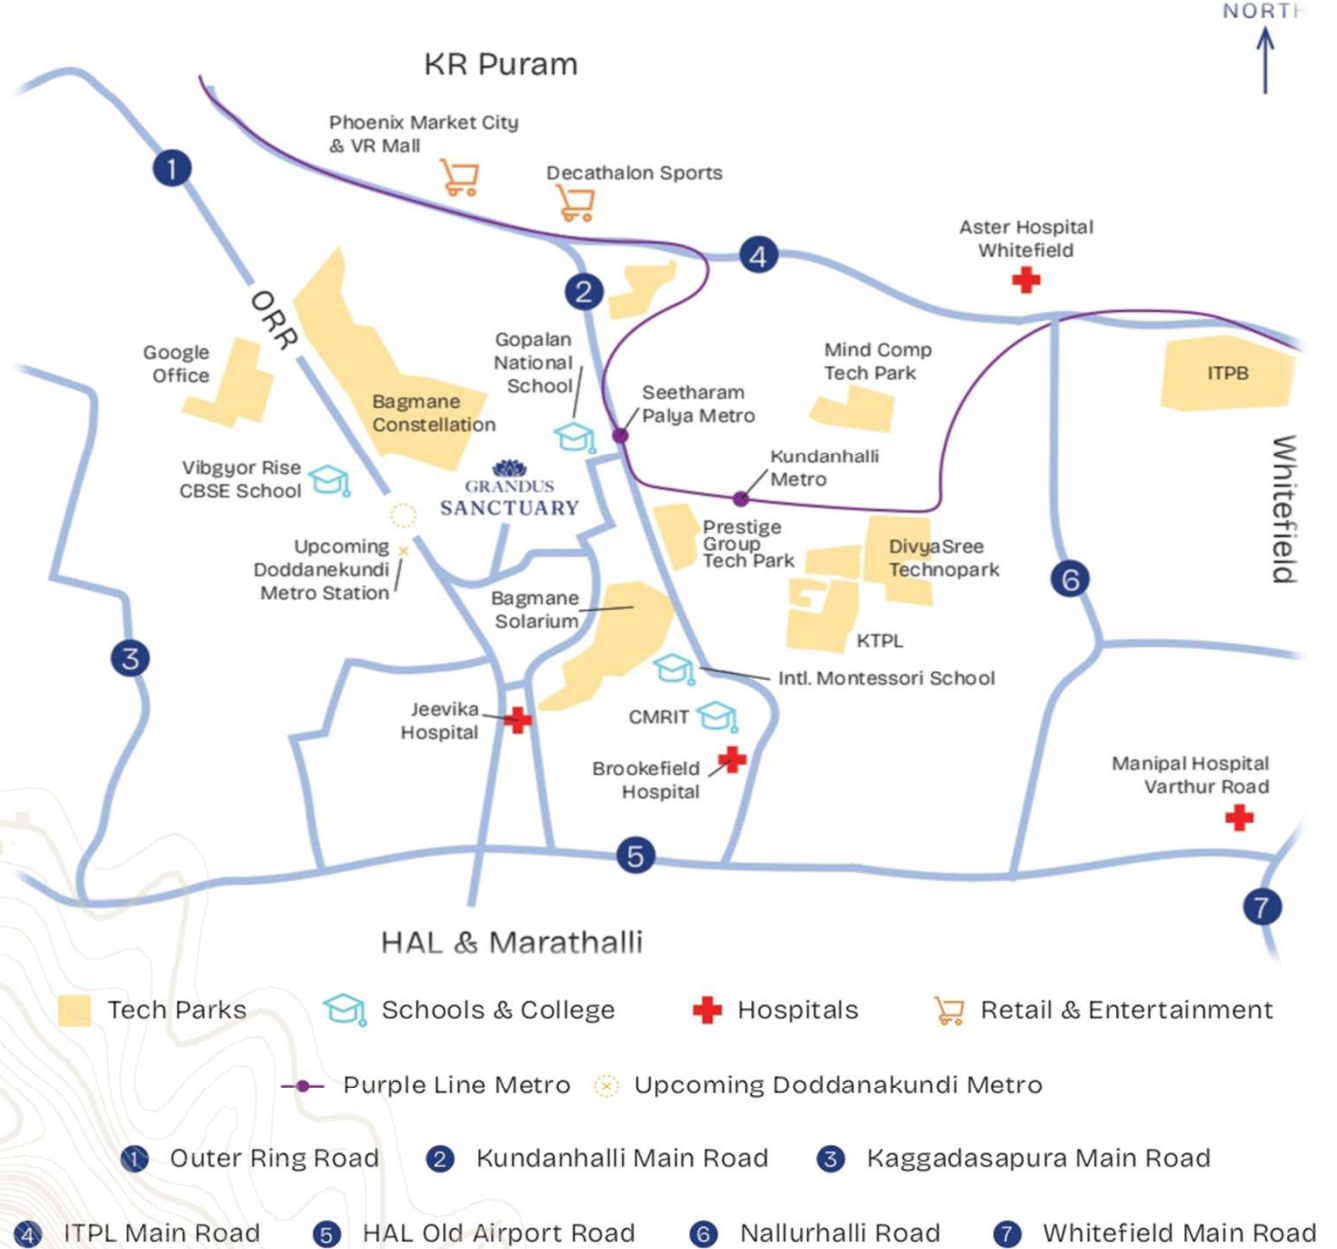 NORTH
KR Puram
Phoenix Market City
& VR Mall
Decathalon Sports
1
4
Aster Hospital
Whitefield
2
ORR
Gopalan
National
School
Google
Office
Mind Comp
Tech Park
ITPB
Bagmane
Constellation
Seetharam
Palya Metro
Whitefield
Kundanhalli
Metro
Vibgyor Rise
CBSE School
GRANDUS
SANCTUARY
Prestige
Group
Tech Park
DivyaSree
Technopark
Upcoming
Doddanekundi
Metro Station
6
Bagmane
Solarium
KTPL
3
Intl. Montessori School
Jeevika
Hospital
CMRIT
Brookefield
Hospital
Manipal Hospital
Varthur Road
5
7
HAL & Marathalli
Tech Parks
Schools & College
Hospitals
Retail & Entertainment
Purple Line Metro
Upcoming Doddanakundi Metro
1 Outer Ring Road
2 Kundanhalli Main Road
3 Kaggadasapura Main Road
4 ITPL Main Road
5 HAL Old Airport Road
6 Nallurhalli Road
7 Whitefield Main Road